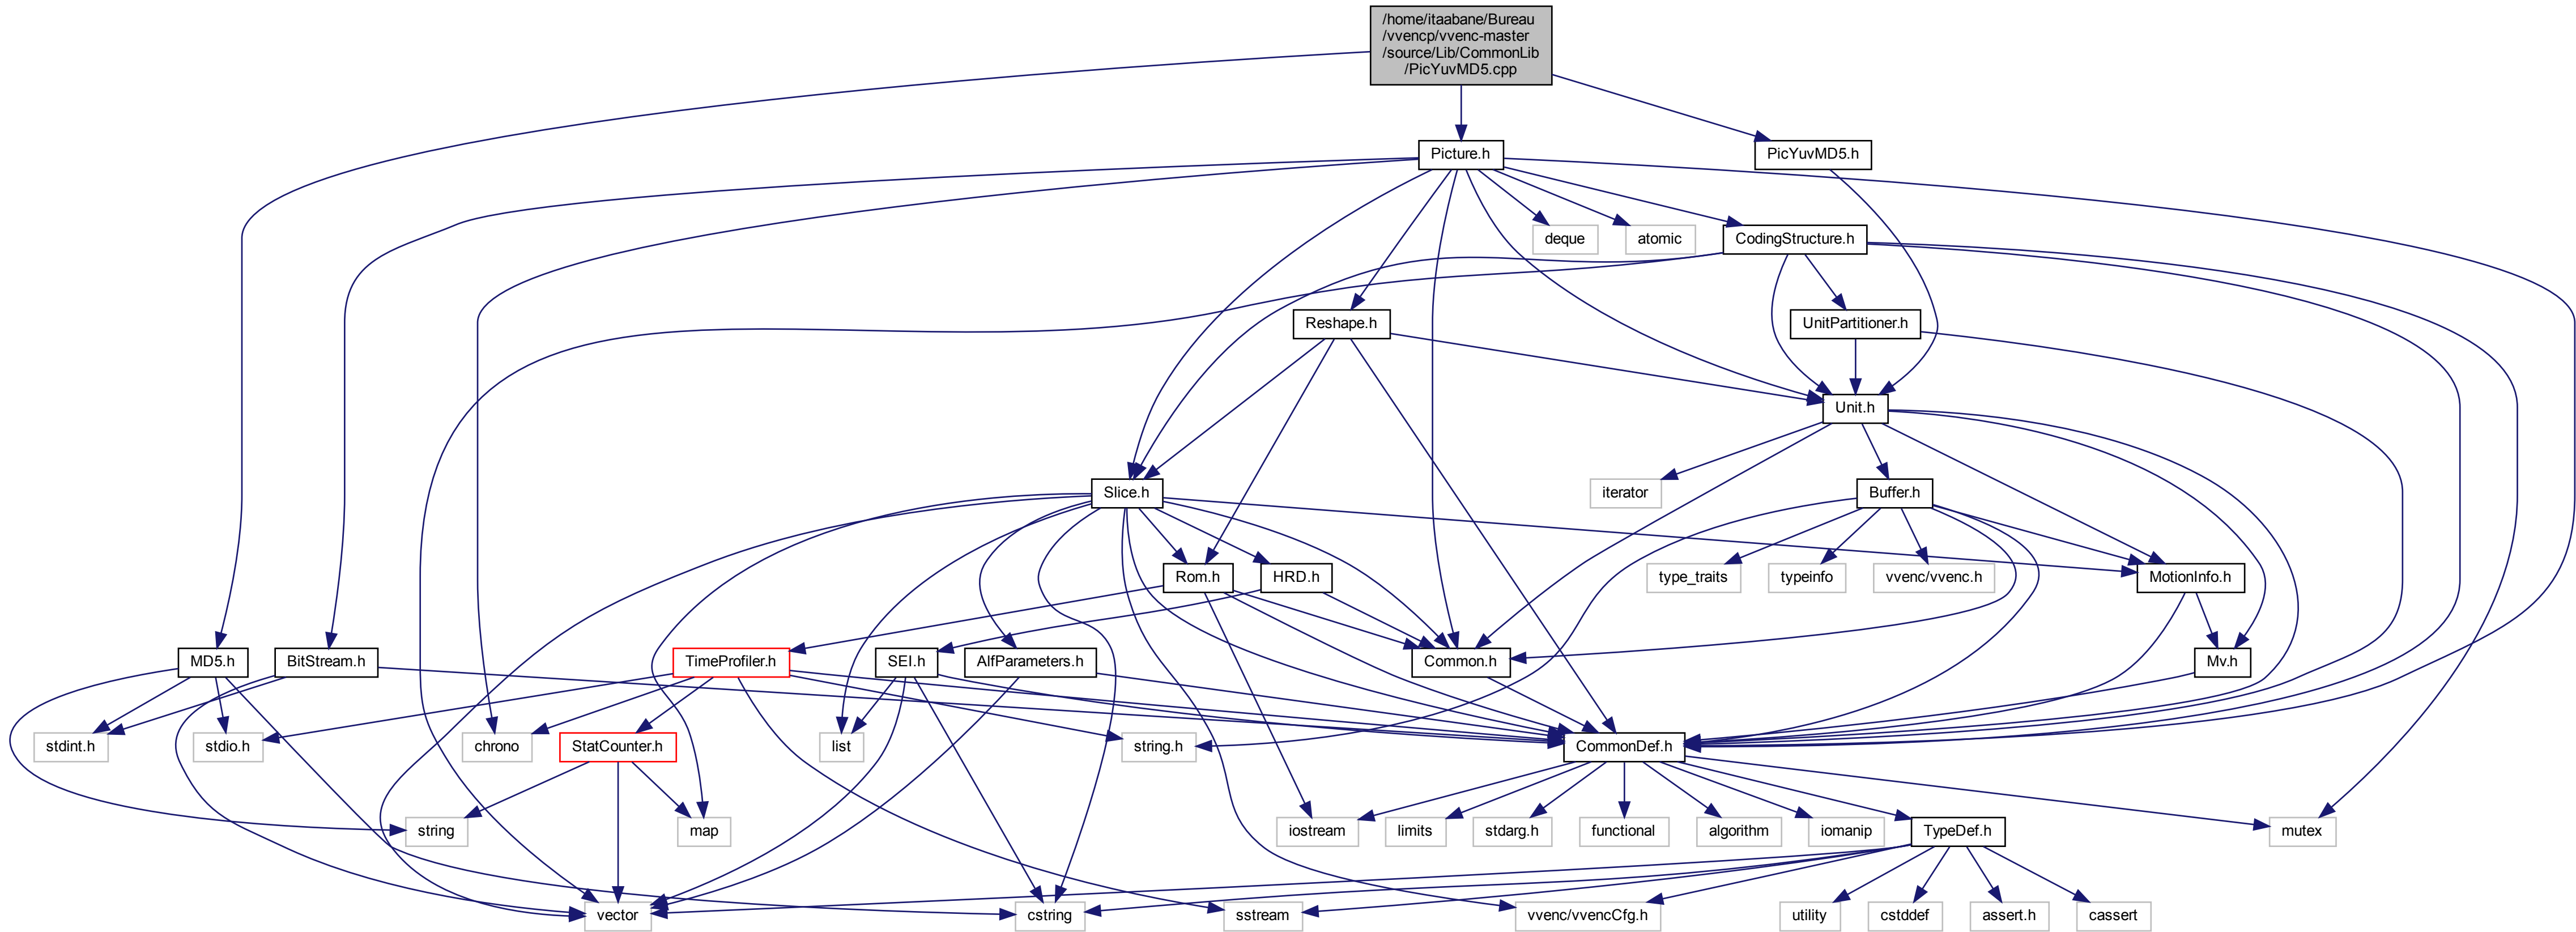 /home/itaabane/Bureau
/vvencp/vvenc-master
/source/Lib/CommonLib
/PicYuvMD5.cpp
Picture.h
PicYuvMD5.h
deque
atomic
CodingStructure.h
Reshape.h
UnitPartitioner.h
Unit.h
Slice.h
iterator
Buffer.h
Rom.h
HRD.h
type_traits
typeinfo
vvenc/vvenc.h
MotionInfo.h
MD5.h
BitStream.h
TimeProfiler.h
SEI.h
AlfParameters.h
Common.h
Mv.h
stdint.h
stdio.h
chrono
StatCounter.h
list
string.h
CommonDef.h
string
map
iostream
limits
stdarg.h
functional
algorithm
iomanip
TypeDef.h
mutex
vector
cstring
sstream
vvenc/vvencCfg.h
utility
cstddef
assert.h
cassert